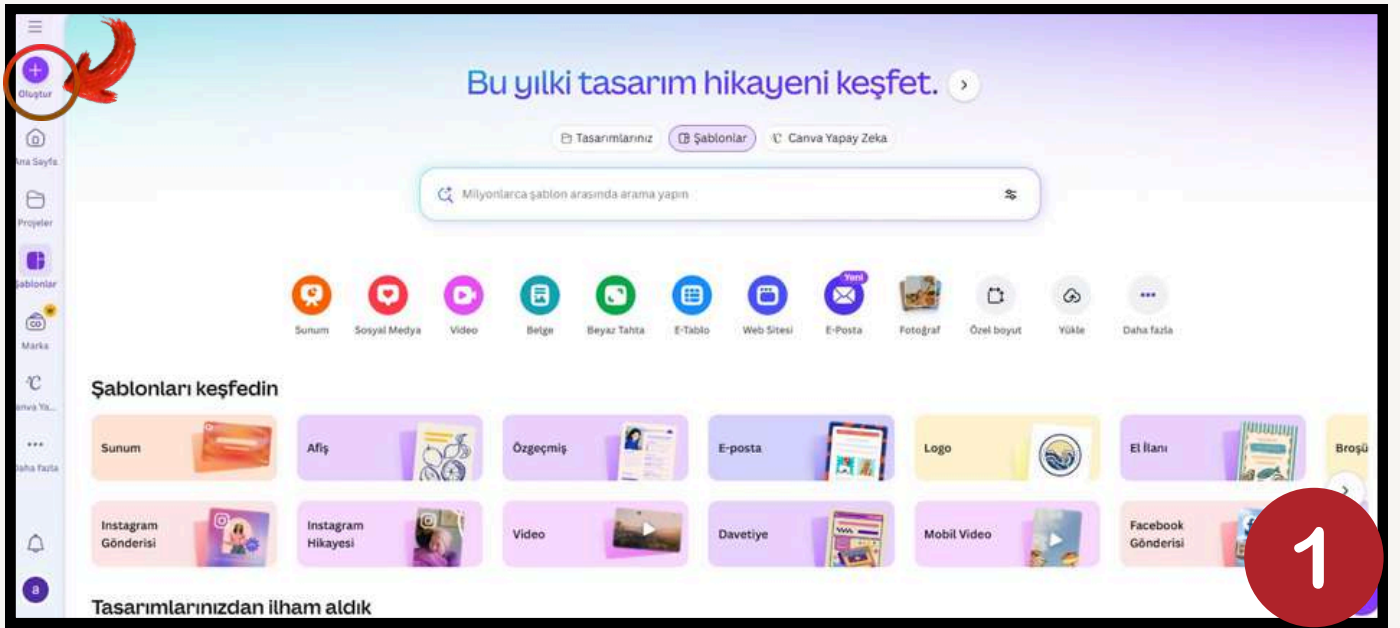 Oluştur
Ana Sayfa
Projeler
Şablonlar
Marka
Canva Ya...
Daha fazla
a
Bu yılki tasarım hikayeni keşfet.
Tasarımlarınız
Şablonlar
Canva Yapay Zeka
Milyonlarca şablon arasında arama yapın
Yeni
Sunum
Sosyal Medya
Video
Belge
Beyaz Tahta
E-Tablo
Web Sitesi
E-Posta
Fotoğraf
Özel boyut
Yükle
Daha fazla
Şablonları keşfedin
Sunum
Afiş
Özgeçmiş
E-posta
Logo
El İlanı
Broşü
Instagram
Gönderisi
Instagram
Hikayesi
Video
Davetiye
Mobil Video
Facebook
Gönderisi
Tasarımlarınızdan ilham aldık
1